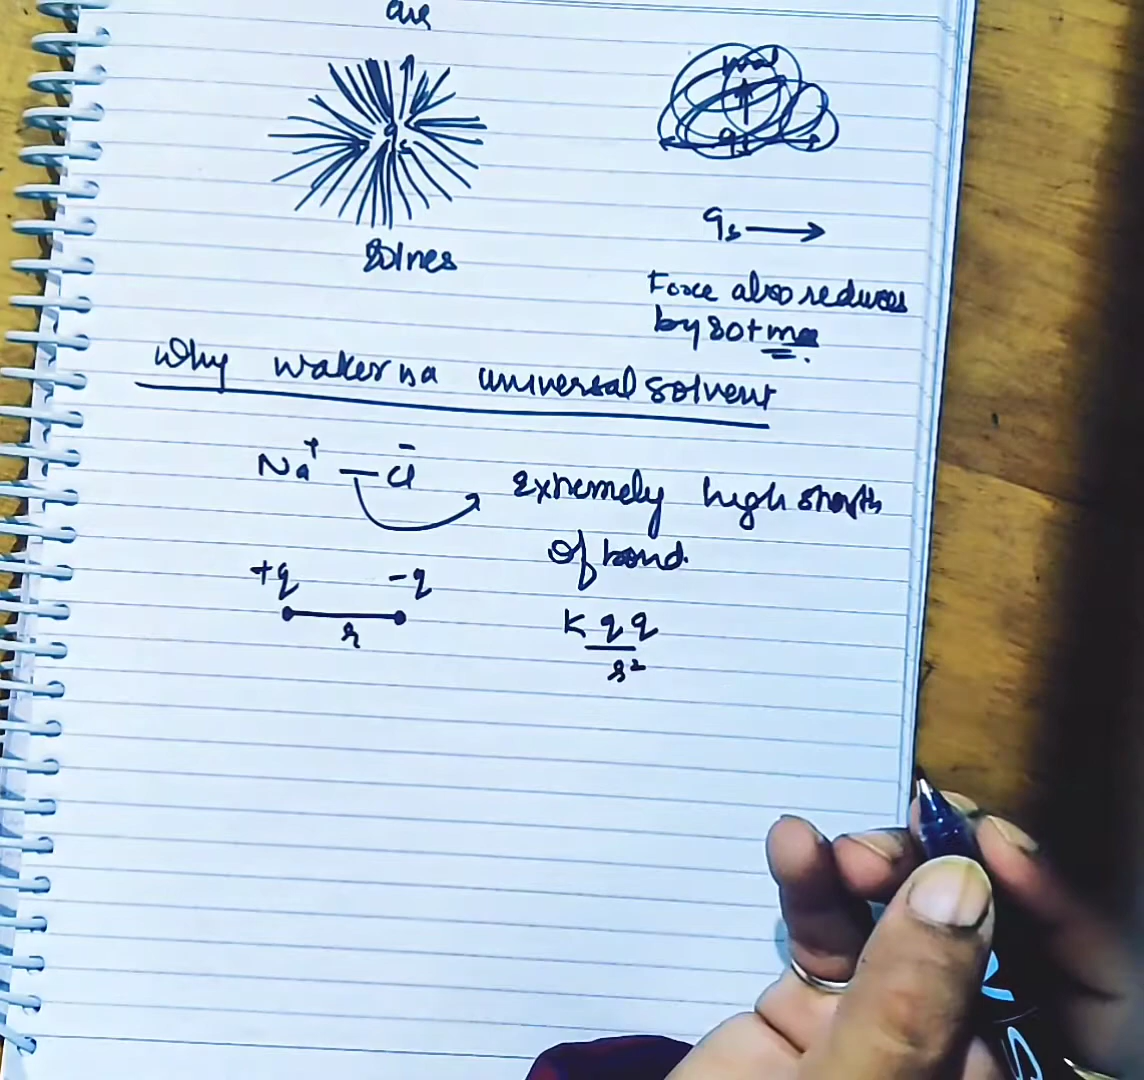 air
80 lines
qs →
Force also reduces
by 80 times.
Why water is a universal solvent
Na⁺ — Cl⁻ Extremely high strength
of bond.
+q -q
r
K q q
r²